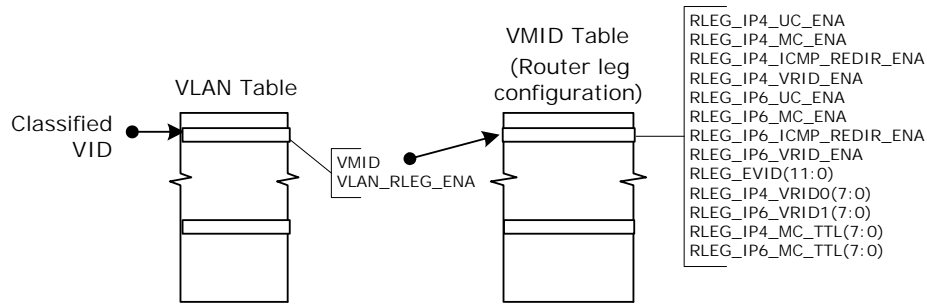 Classified
VID
VLAN Table
VMID
VLAN_RLEG_ENA
VMID Table
(Router leg
configuration)
RLEG_IP4_UC_ENA
RLEG_IP4_MC_ENA
RLEG_IP4_ICMP_REDIR_ENA
RLEG_IP4_VRID_ENA
RLEG_IP6_UC_ENA
RLEG_IP6_MC_ENA
RLEG_IP6_ICMP_REDIR_ENA
RLEG_IP6_VRID_ENA
RLEG_EVID(11:0)
RLEG_IP4_VRID0(7:0)
RLEG_IP6_VRID1(7:0)
RLEG_IP4_MC_TTL(7:0)
RLEG_IP6_MC_TTL(7:0)